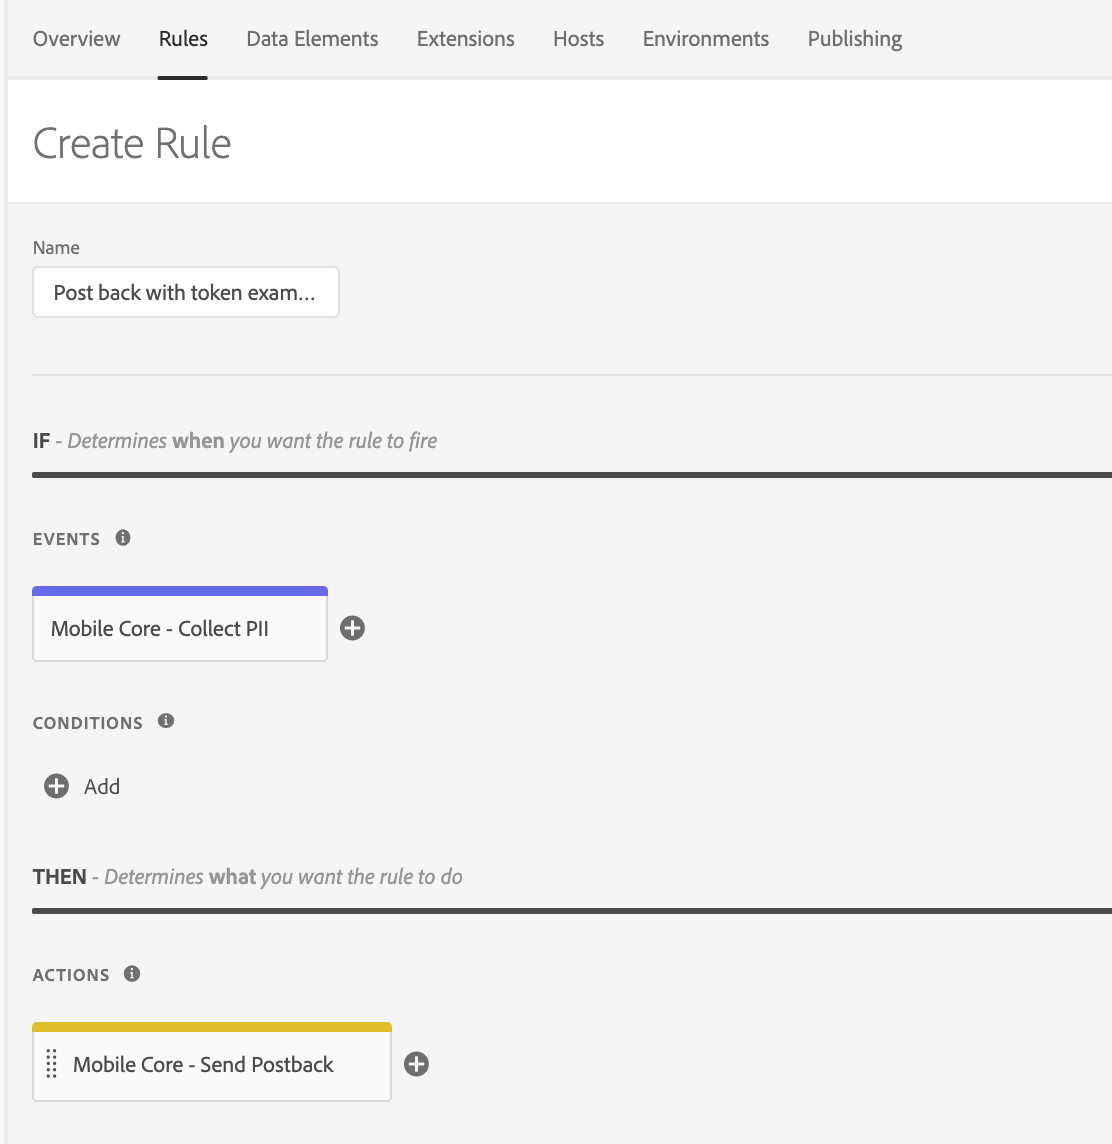 Overview Rules Data Elements Extensions Hosts Environments Publishing
Create Rule
Name
Post back with token exam...
IF - Determines when you want the rule to fire
EVENTS
Mobile Core - Collect PII
CONDITIONS
Add
THEN - Determines what you want the rule to do
ACTIONS
Mobile Core - Send Postback